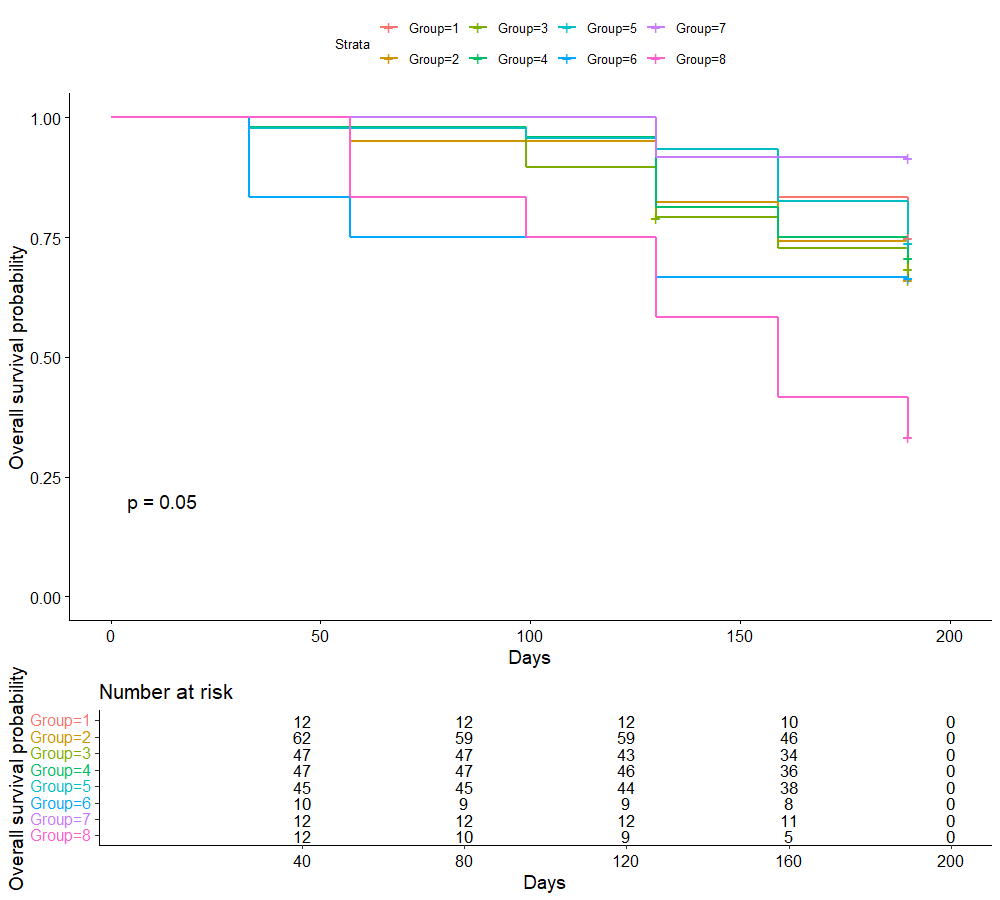 Strata Group=1 Group=3 Group=5 Group=7
Group=2 Group=4 Group=6 Group=8
Overall survival probability
1.00
0.75
0.50
0.25
0.00
p = 0.05
0 50 100 150 200
Days
Number at risk
Overall survival probability
Group=1 12 12 12 10 0
Group=2 62 59 59 46 0
Group=3 47 47 43 34 0
Group=4 47 47 46 36 0
Group=5 45 45 44 38 0
Group=6 10 9 9 8 0
Group=7 12 12 12 11 0
Group=8 12 10 9 5 0
40 80 120 160 200
Days